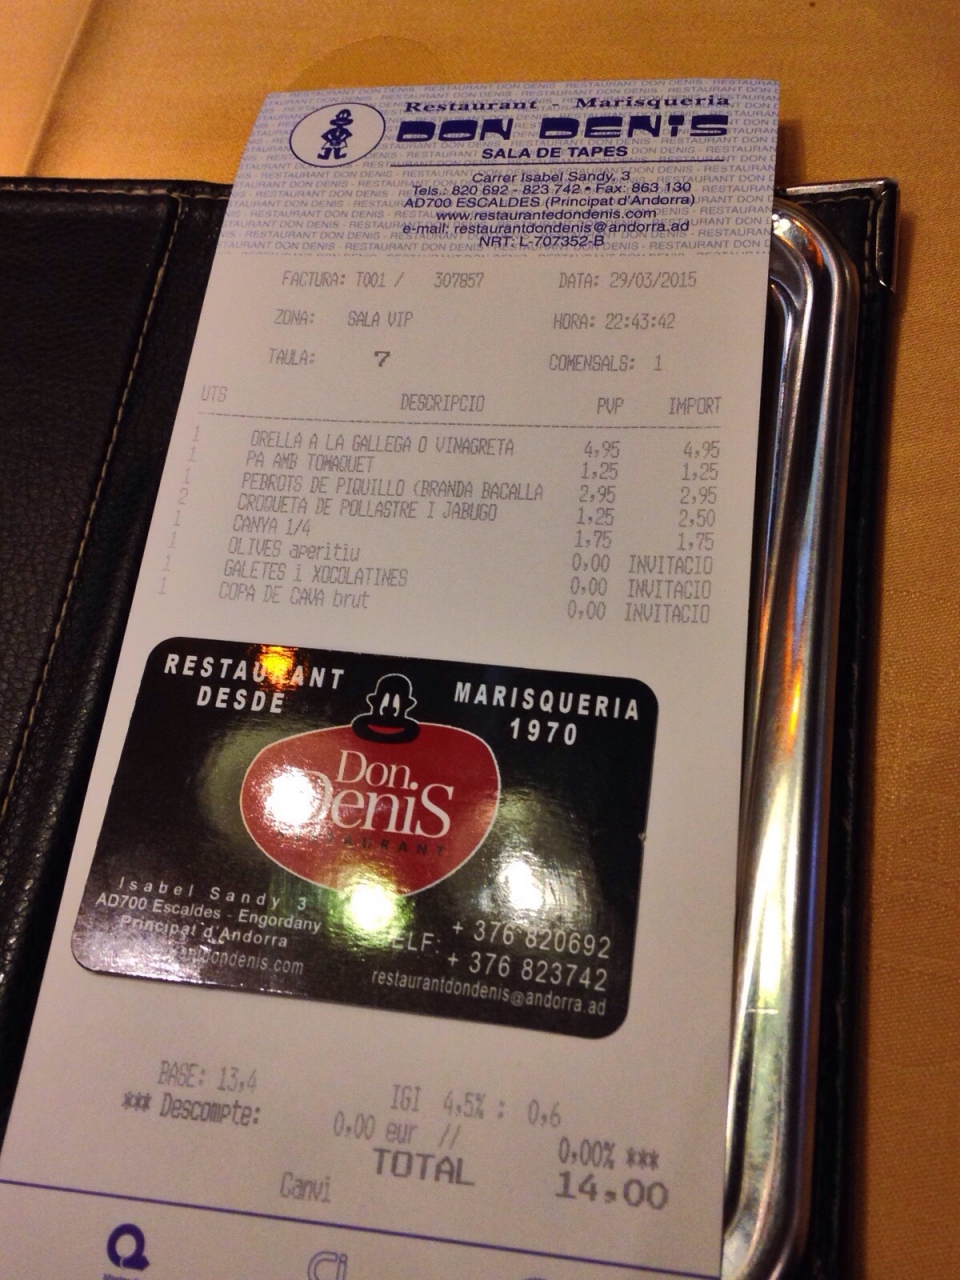 Restaurant - Marisqueria
DON DENIS
SALA DE TAPES
Carrer Isabel Sandy, 3
Tels.: 820 692 - 823 742 • Fax: 863 130
AD700 ESCALDES (Principat d'Andorra)
www.restaurantedondenis.com
e-mail: restaurantdondenis@andorra.ad
NRT: L-707352-B
FACTURA: T001 / 307857 DATA: 29/03/2015
ZONA: SALA VIP HORA: 22:43:42
TAULA: 7 COMENSALS: 1
UTS DESCRIPCIO PVP IMPORT
1 ORELLA A LA GALLEGA O VINAGRETA 4,95 4,95
1 PA AMB TOMAQUET 1,25 1,25
1 PEBROTS DE PIQUILLO (BRANDA BACALLA 2,95 2,95
2 CROQUETA DE POLLASTRE I JABUGO 1,25 2,50
1 CANYA 1/4 1,75 1,75
1 OLIVES aperitiu 0,00 INVITACIO
1 GALETES i XOCOLATINES 0,00 INVITACIO
1 COPA DE CAVA brut 0,00 INVITACIO
RESTAURANT MARISQUERIA
DESDE 1970
Don
Denis
RESTAURANT
Isabel Sandy 3
AD700 Escaldes - Engordany
Principat d'Andorra
+ 376 820692
TELF: + 376 823742
restaurantdondenis@andorra.ad
BASE: 13,4 IGI 4,5% : 0,6
*** Descompte: 0,00 eur // 0,00% ***
TOTAL 14,00
Canvi